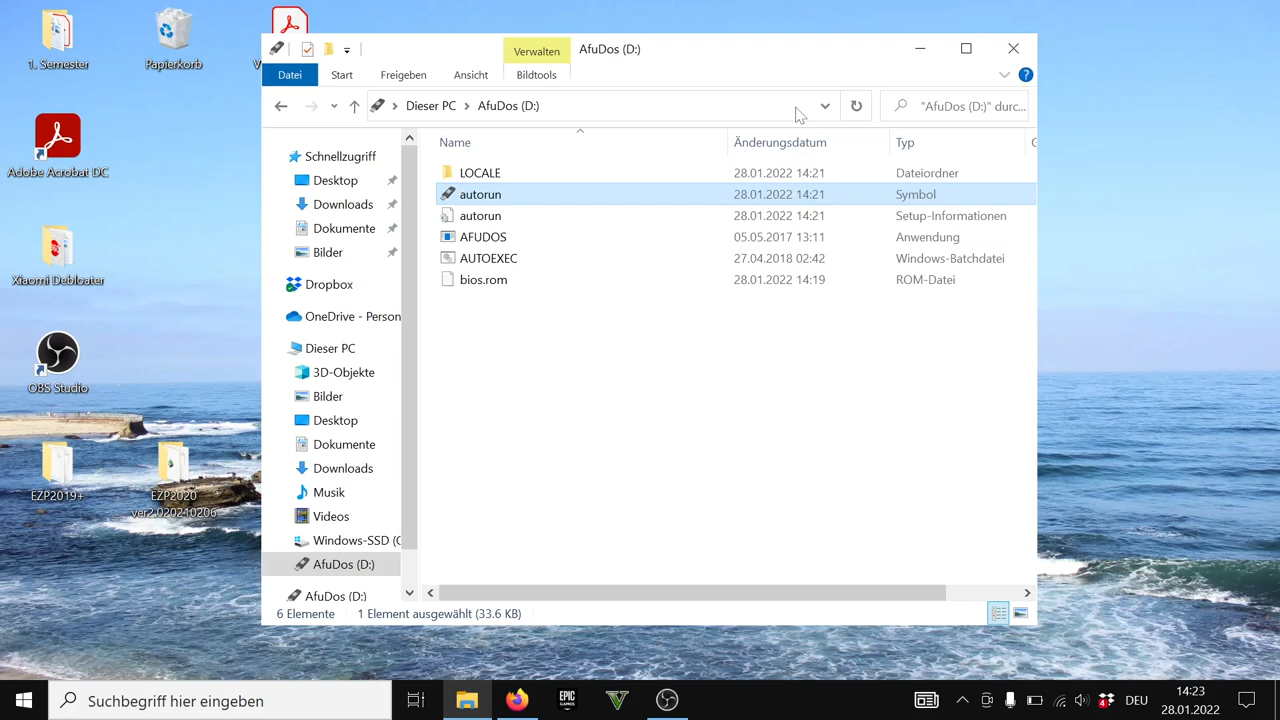 1. Semester
Papierkorb
V
Adobe Acrobat DC
Xiaomi Debloater
OBS Studio
EZP2019+
EZP2020
ver2.020210206
Verwalten
AfuDos (D:)
Datei
Start
Freigeben
Ansicht
Bildtools
Dieser PC
AfuDos (D:)
"AfuDos (D:)" durc...
Schnellzugriff
Desktop
Downloads
Dokumente
Bilder
Dropbox
OneDrive - Person
Dieser PC
3D-Objekte
Bilder
Desktop
Dokumente
Downloads
Musik
Videos
Windows-SSD (C
AfuDos (D:)
AfuDos (D:)
Name Änderungsdatum Typ G
LOCALE 28.01.2022 14:21 Dateiordner
autorun 28.01.2022 14:21 Symbol
autorun 28.01.2022 14:21 Setup-Informationen
AFUDOS 05.05.2017 13:11 Anwendung
AUTOEXEC 27.04.2018 02:42 Windows-Batchdatei
bios.rom 28.01.2022 14:19 ROM-Datei
6 Elemente 1 Element ausgewählt (33.6 KB)
Suchbegriff hier eingeben
EPIC
GAMES
DEU
14:23
28.01.2022